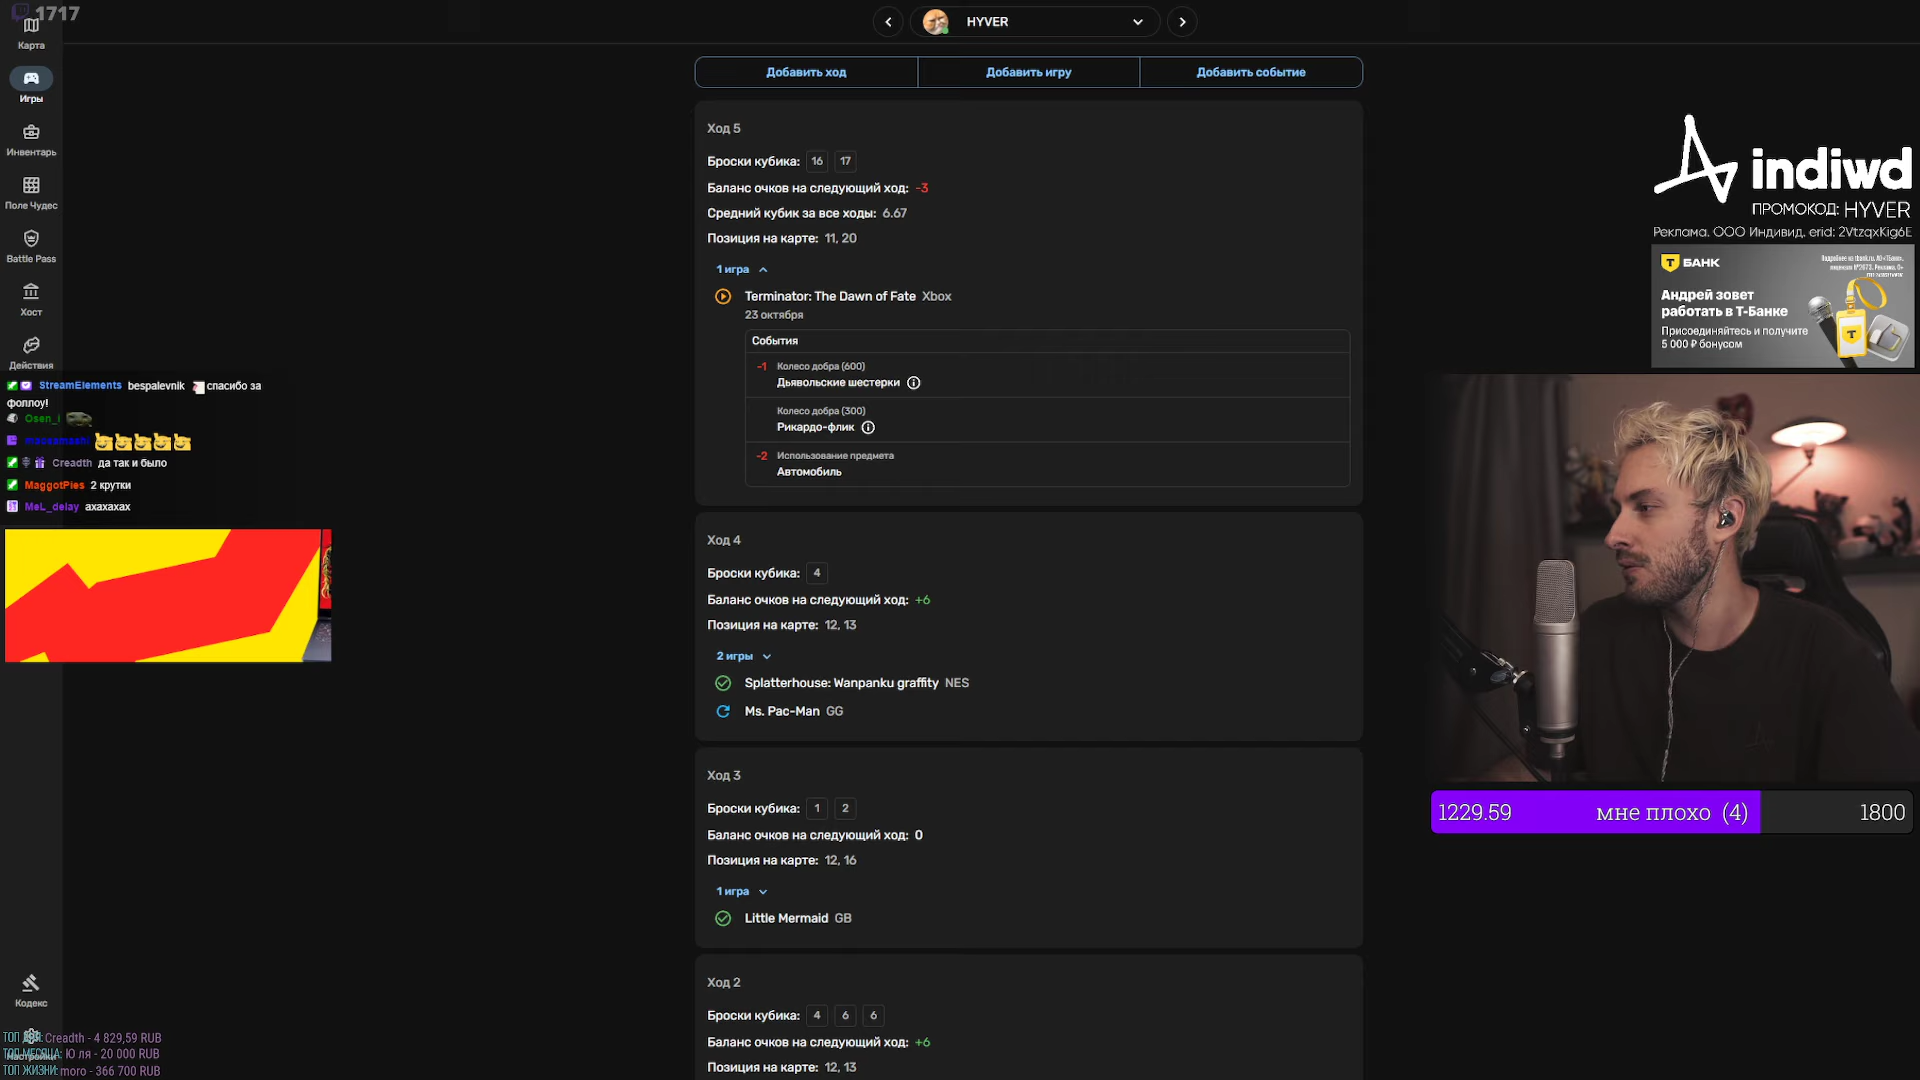 1717
Карта
Игры
Инвентарь
Поле Чудес
Battle Pass
Хост
Действия
StreamElements bespalevnik спасибо за
фоллоу!
Osen_i
Creadth да так и было
MaggotPies 2 крутки
MeL_delay ахахахах
Кодекс
Настройки
ТОП ДНЯ: Creadth - 4 829,59 RUB
ТОП МЕСЯЦА: Ю ля - 20 000 RUB
ТОП ЖИЗНИ: moro - 366 700 RUB
HYVER
Добавить ход
Добавить игру
Добавить событие
Ход 5
Броски кубика: 16 17
Баланс очков на следующий ход: -3
Средний кубик за все ходы: 6.67
Позиция на карте: 11, 20
1 игра
Terminator: The Dawn of Fate Xbox
23 октября
События
-1 Колесо добра (600)
Дьявольские шестерки
Колесо добра (300)
Рикардо-флик
-2 Использование предмета
Автомобиль
Ход 4
Броски кубика: 4
Баланс очков на следующий ход: +6
Позиция на карте: 12, 13
2 игры
Splatterhouse: Wanpanku graffity NES
Ms. Pac-Man GG
Ход 3
Броски кубика: 1 2
Баланс очков на следующий ход: 0
Позиция на карте: 12, 16
1 игра
Little Mermaid GB
Ход 2
Броски кубика: 4 6 6
Баланс очков на следующий ход: +6
Позиция на карте: 12, 13
indiwd
ПРОМОКОД: HYVER
Реклама. ООО Индивид. erid: 2VtzqxKig6E
Т БАНК
Андрей зовет
работать в Т-Банке
Присоединяйтесь и получите
5 000 ₽ бонусом
1229.59 мне плохо (4) 1800